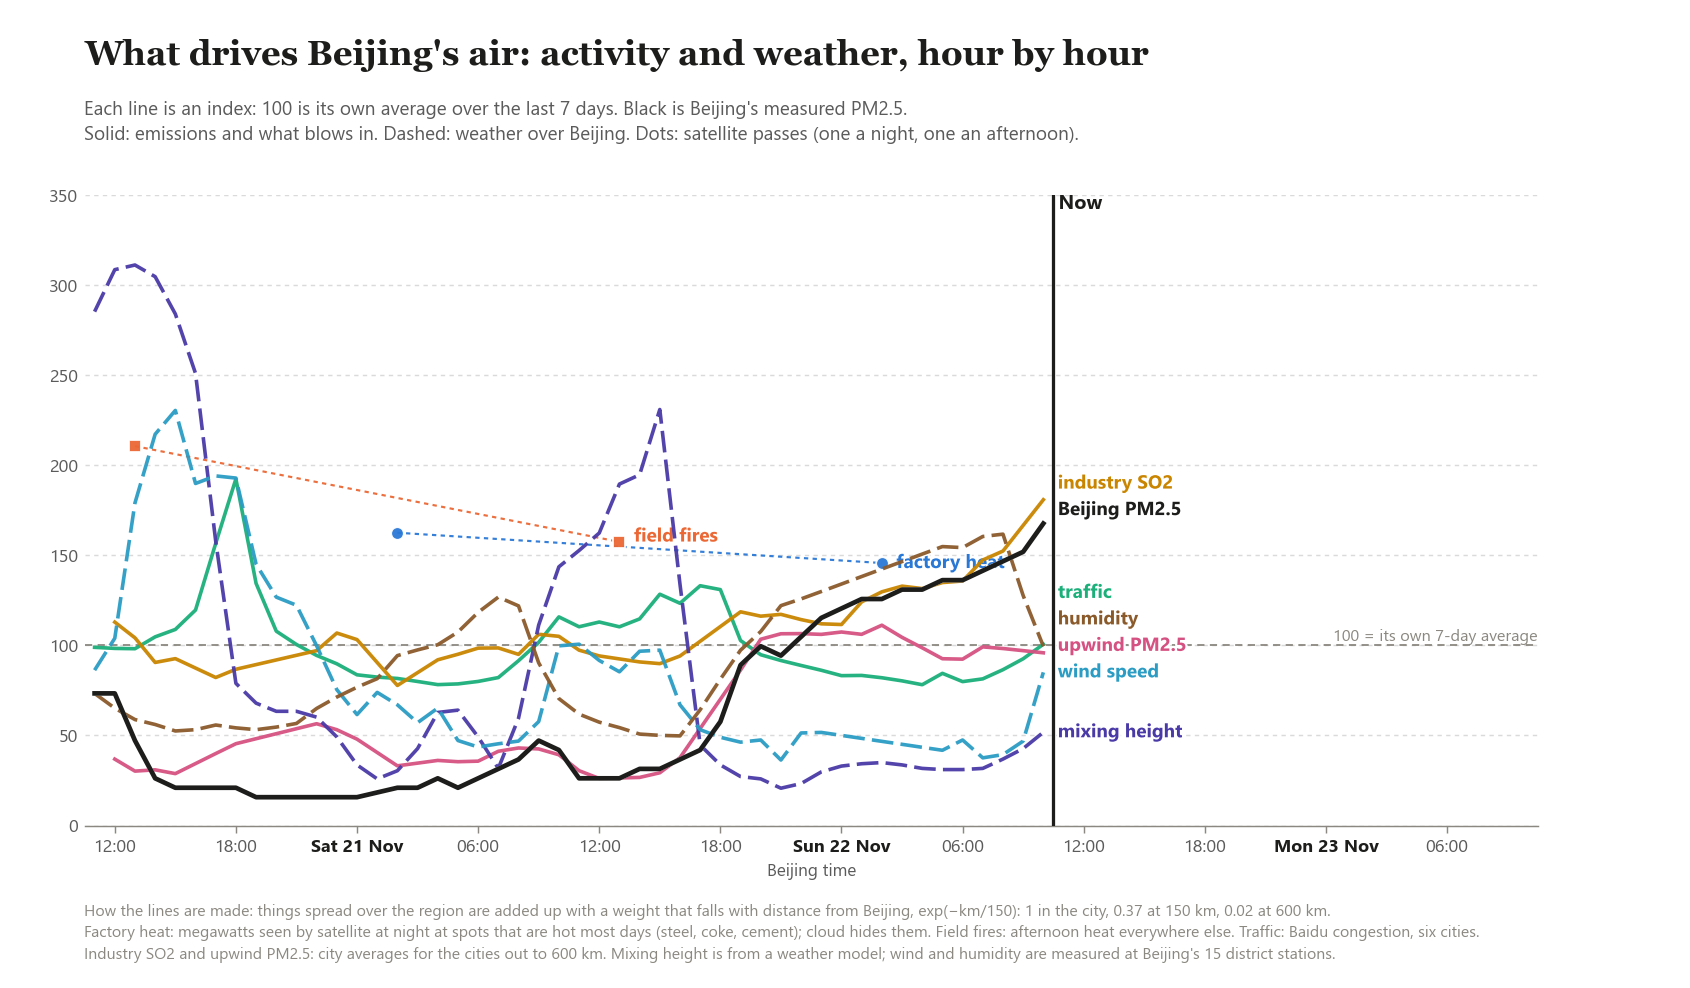 What drives Beijing's air: activity and weather, hour by hour
Each line is an index: 100 is its own average over the last 7 days. Black is Beijing's measured PM2.5.
Solid: emissions and what blows in. Dashed: weather over Beijing. Dots: satellite passes (one a night, one an afternoon).
350
Now
300
250
200
industry SO2
Beijing PM2.5
field fires
150
factory heat
traffic
humidity
100 = its own 7-day average
100
upwind PM2.5
wind speed
50
mixing height
0
12:00 18:00 Sat 21 Nov 06:00 12:00 18:00 Sun 22 Nov 06:00 12:00 18:00 Mon 23 Nov 06:00
Beijing time
How the lines are made: things spread over the region are added up with a weight that falls with distance from Beijing, exp(−km/150): 1 in the city, 0.37 at 150 km, 0.02 at 600 km.
Factory heat: megawatts seen by satellite at night at spots that are hot most days (steel, coke, cement); cloud hides them. Field fires: afternoon heat everywhere else. Traffic: Baidu congestion, six cities.
Industry SO2 and upwind PM2.5: city averages for the cities out to 600 km. Mixing height is from a weather model; wind and humidity are measured at Beijing's 15 district stations.